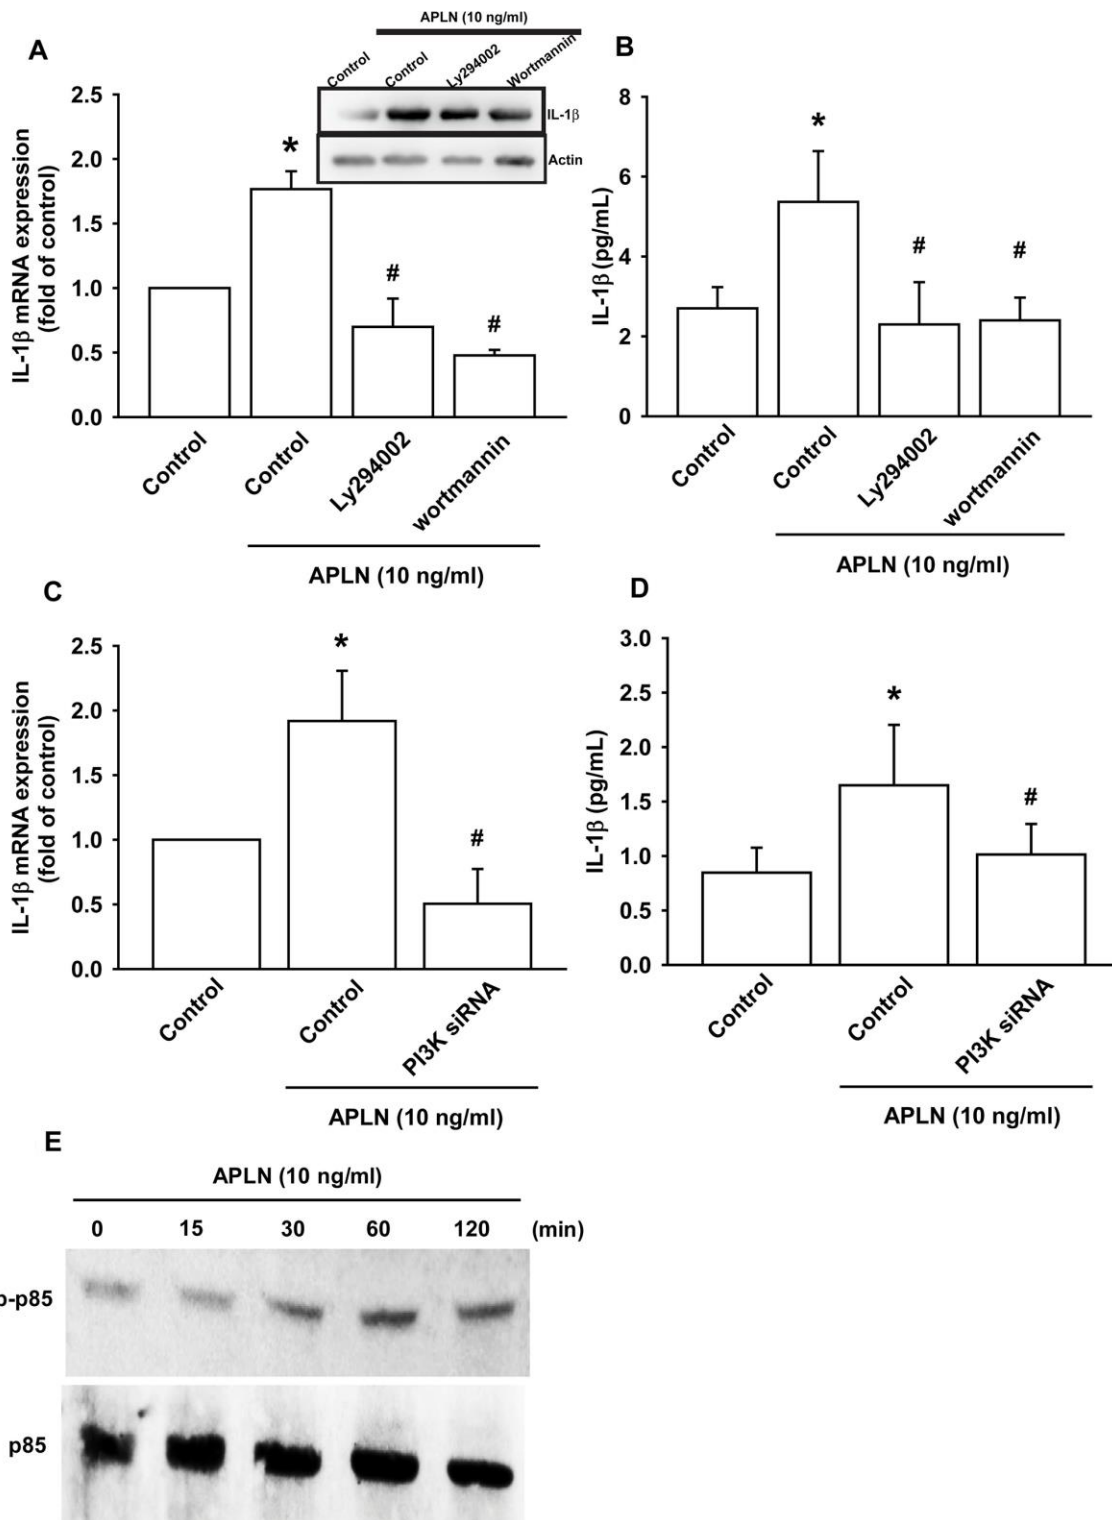 APLN (10 ng/ml)
A
Control
Control
Ly294002
Wortmannin
IL-1β
Actin
IL-1β mRNA expression
(fold of control)
2.5
2.0
1.5
1.0
0.5
0.0
*
#
#
Control
Control
Ly294002
wortmannin
APLN (10 ng/ml)
B
IL-1β (pg/mL)
8
6
4
2
0
*
#
#
Control
Control
Ly294002
wortmannin
APLN (10 ng/ml)
C
IL-1β mRNA expression
(fold of control)
2.5
2.0
1.5
1.0
0.5
0.0
*
#
Control
Control
PI3K siRNA
APLN (10 ng/ml)
D
IL-1β (pg/mL)
3.0
2.5
2.0
1.5
1.0
0.5
0.0
*
#
Control
Control
PI3K siRNA
APLN (10 ng/ml)
E
APLN (10 ng/ml)
0 15 30 60 120 (min)
p-p85
p85